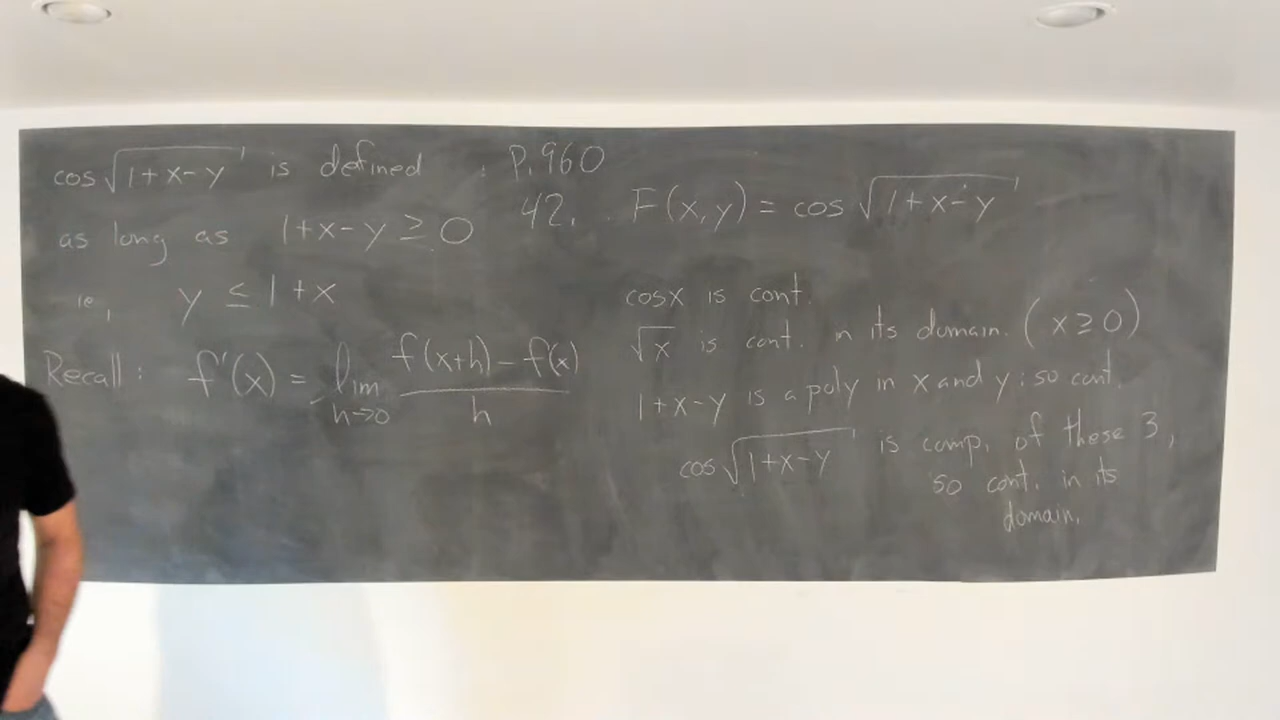 cos √(1+x-y) is defined
as long as 1+x-y ≥ 0
ie, y ≤ 1+x
Recall: f'(x) = lim h→0 (f(x+h) - f(x)) / h
P.960
42. F(x,y) = cos √(1+x-y)
cosx is cont.
√x is cont. in its domain. (x ≥ 0)
1+x-y is a poly in x and y; so cont.
cos √(1+x-y) is comp. of these 3,
so cont. in its
domain.